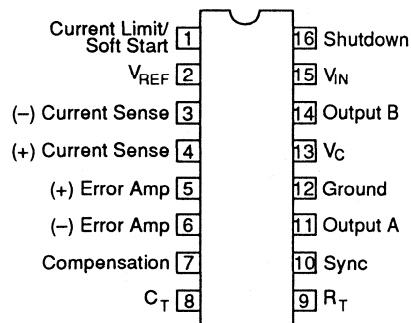 Current Limit/
Soft Start 1
16 Shutdown
VREF 2
15 VIN
(–) Current Sense 3
14 Output B
(+) Current Sense 4
13 VC
(+) Error Amp 5
12 Ground
(–) Error Amp 6
11 Output A
Compensation 7
10 Sync
CT 8
9 RT